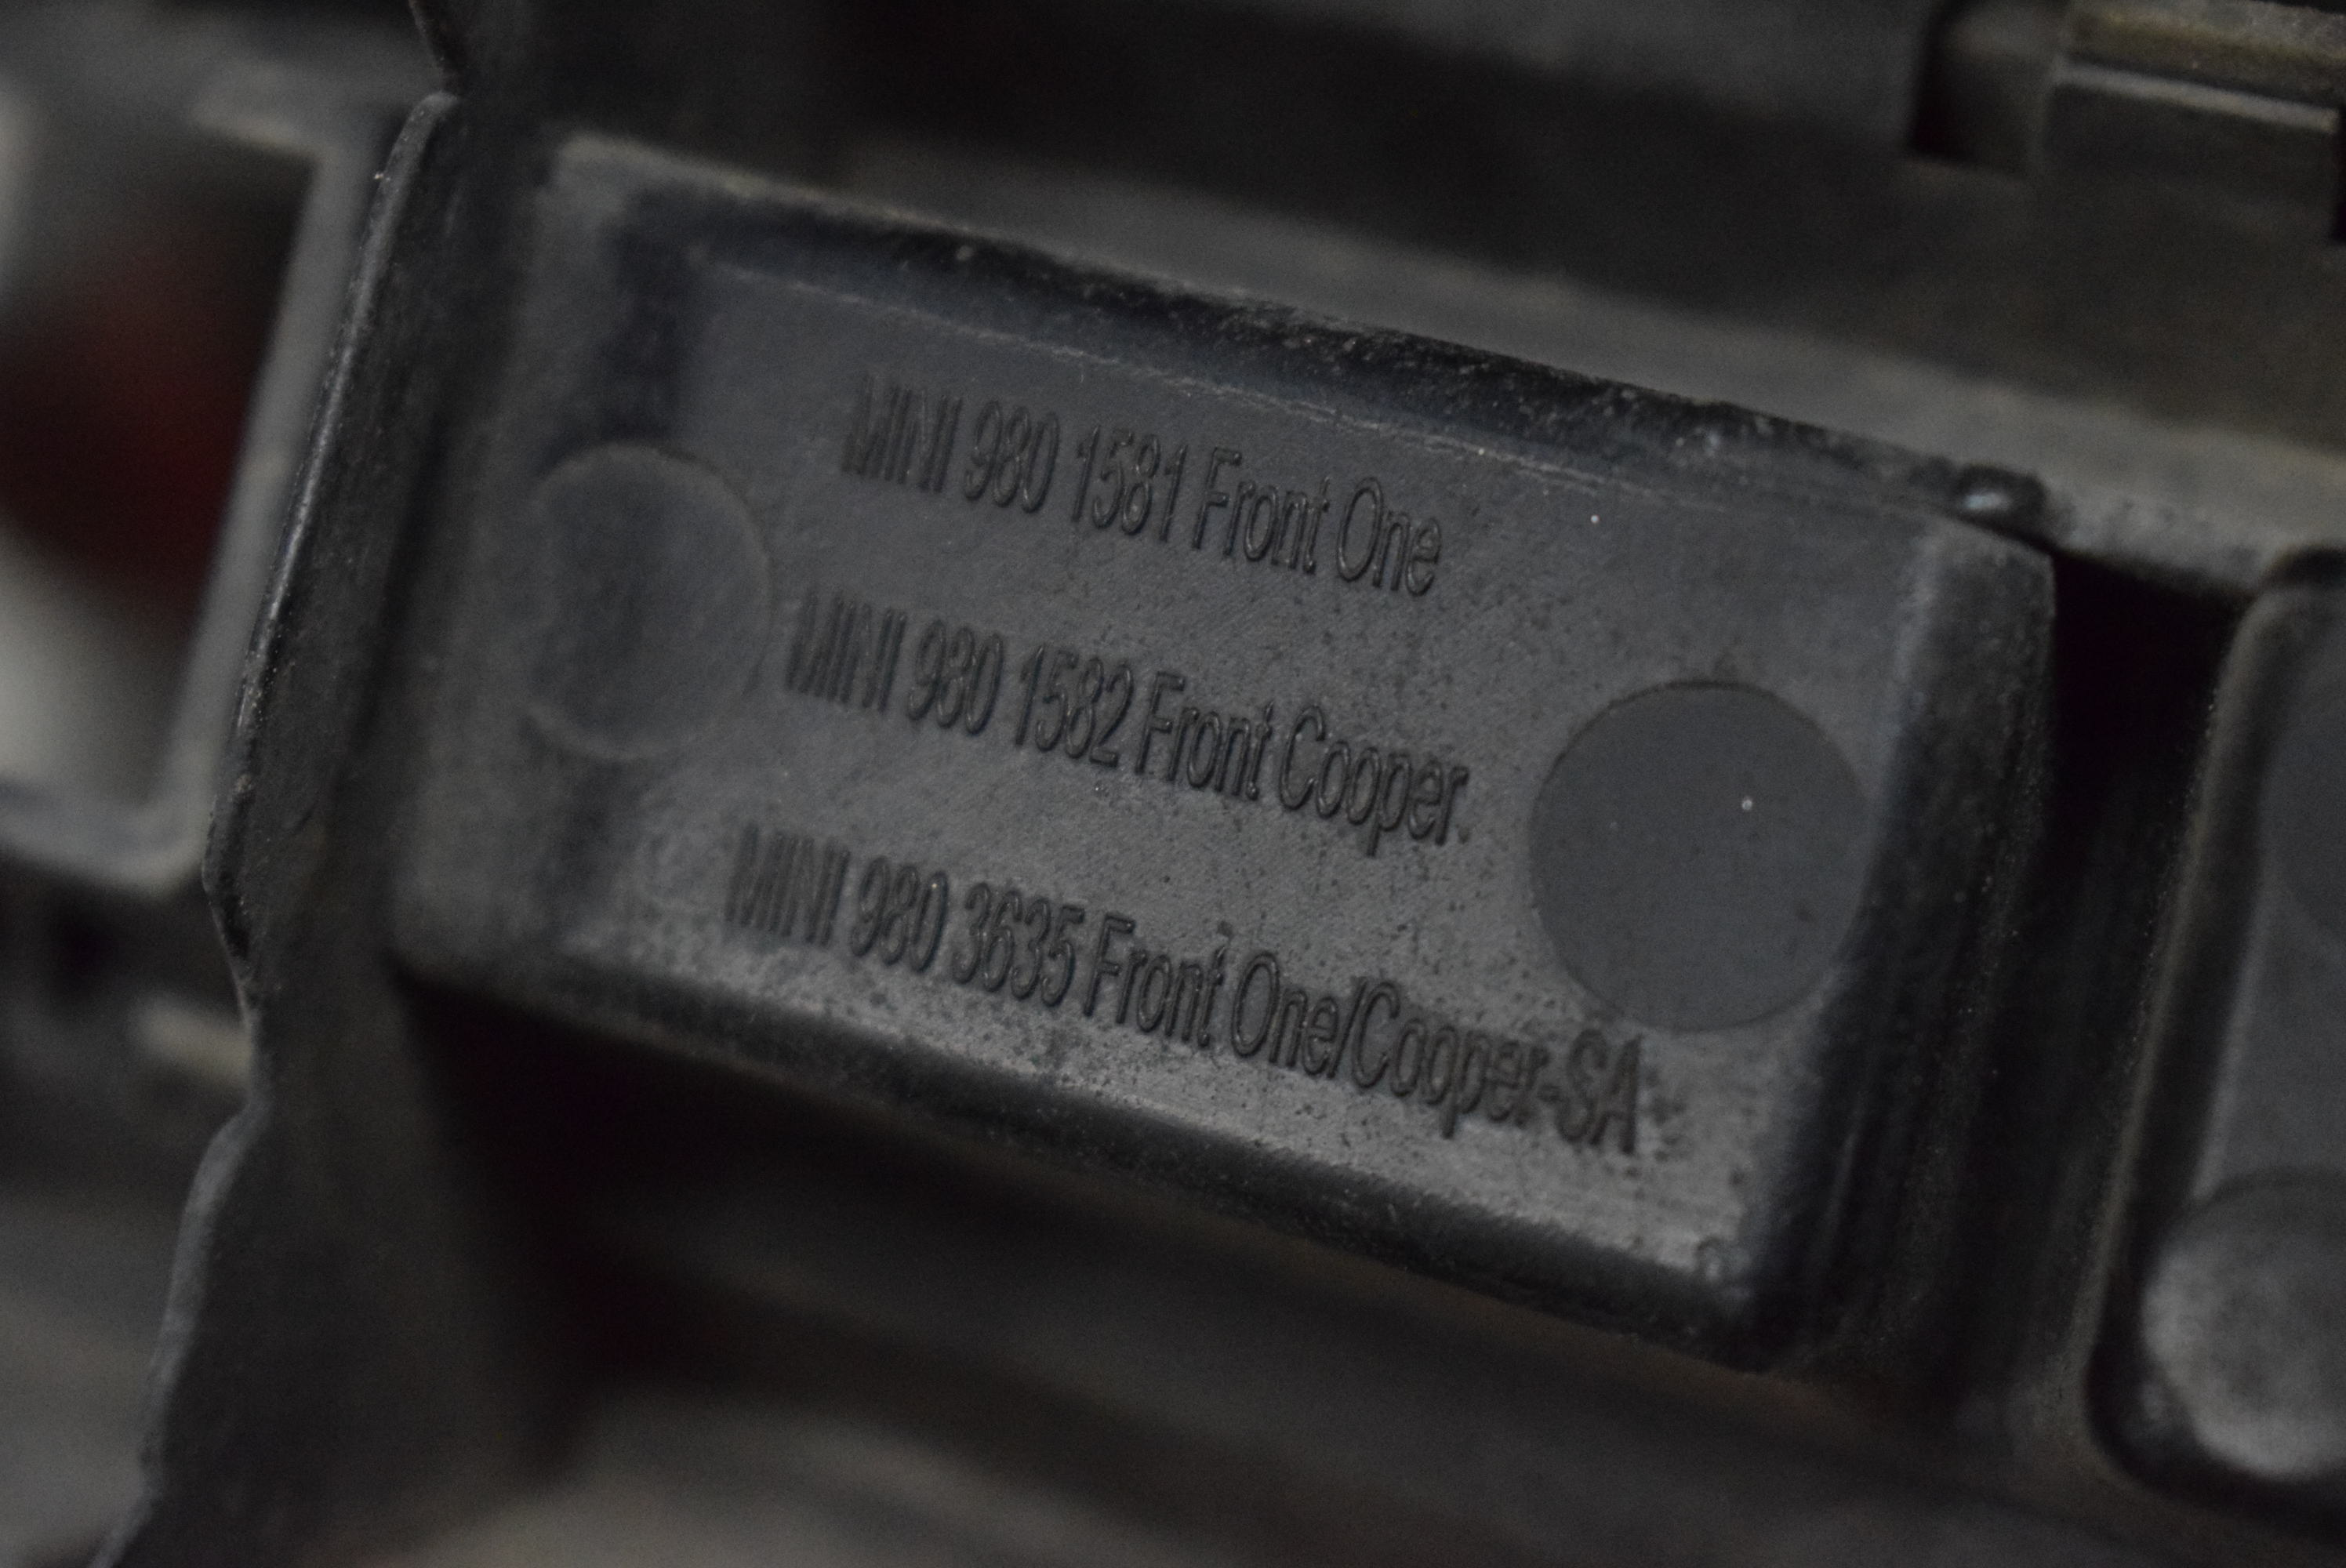 MINI 980 1581 Front One
MINI 980 1582 Front Cooper
MINI 980 3635 Front One/Cooper-SA